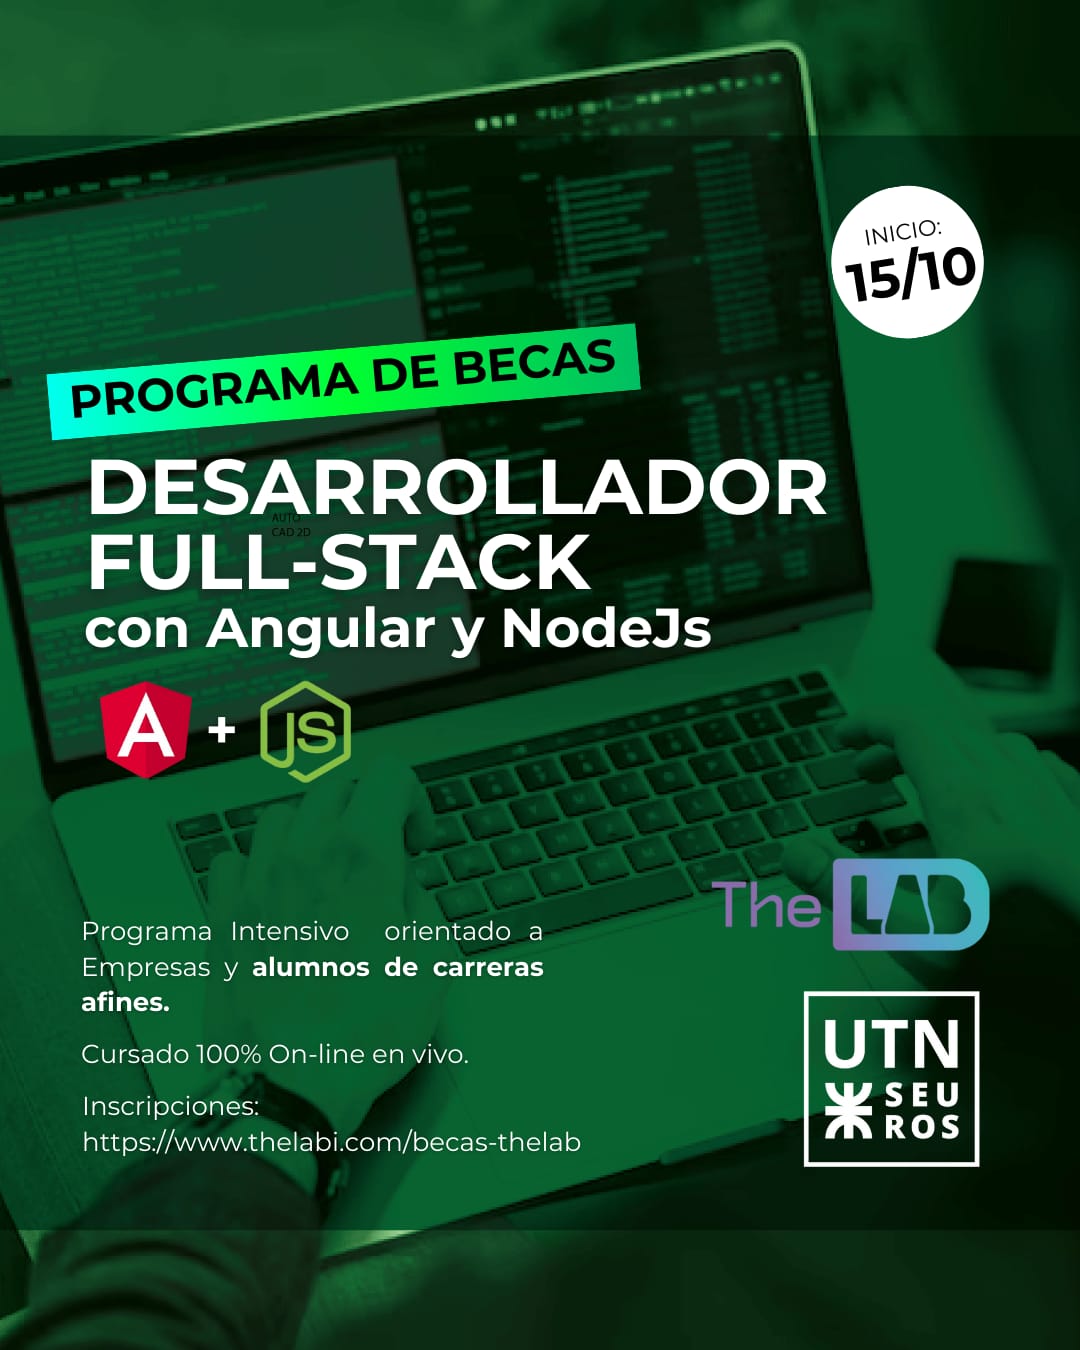 INICIO:
15/10
PROGRAMA DE BECAS
DESARROLLADOR
AUTO
CAD 2D
FULL-STACK
con Angular y NodeJs
A + JS
Programa Intensivo orientado a
Empresas y alumnos de carreras
afines.
Cursado 100% On-line en vivo.
Inscripciones:
https://www.thelabi.com/becas-thelab
The LAB
UTN
SEU
ROS